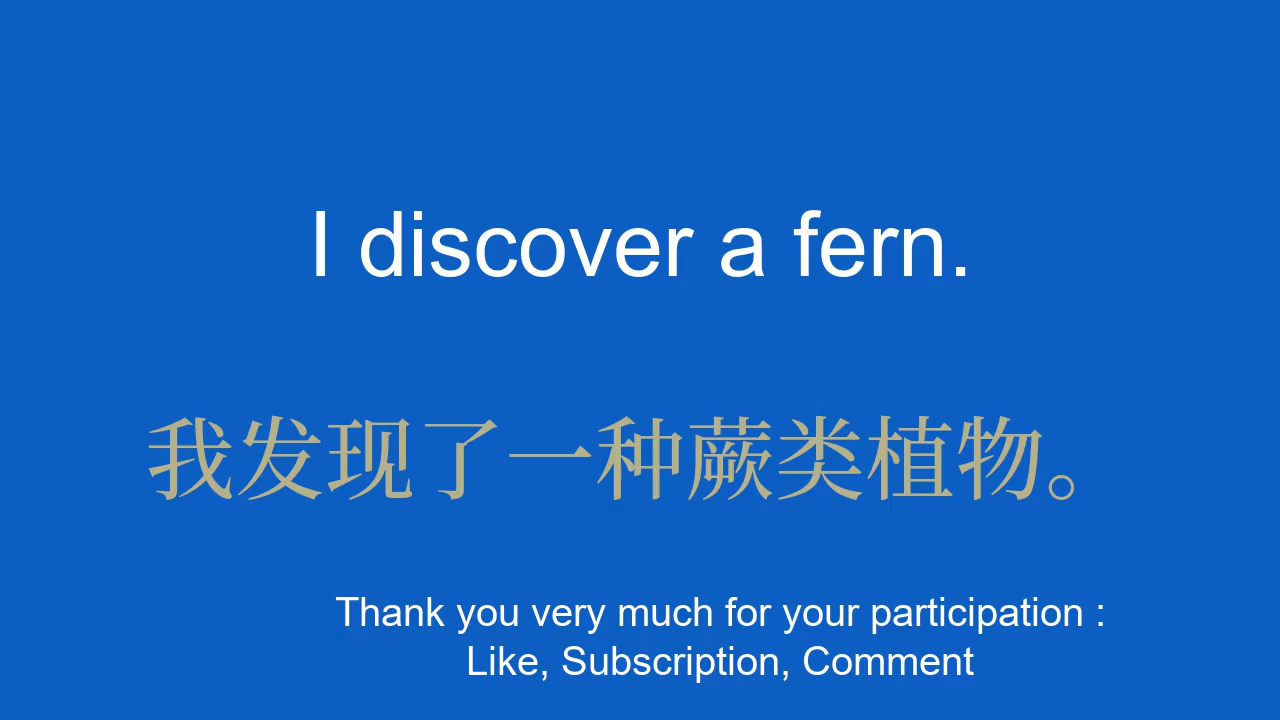 I discover a fern.
我发现了一种蕨类植物。
Thank you very much for your participation :
Like, Subscription, Comment